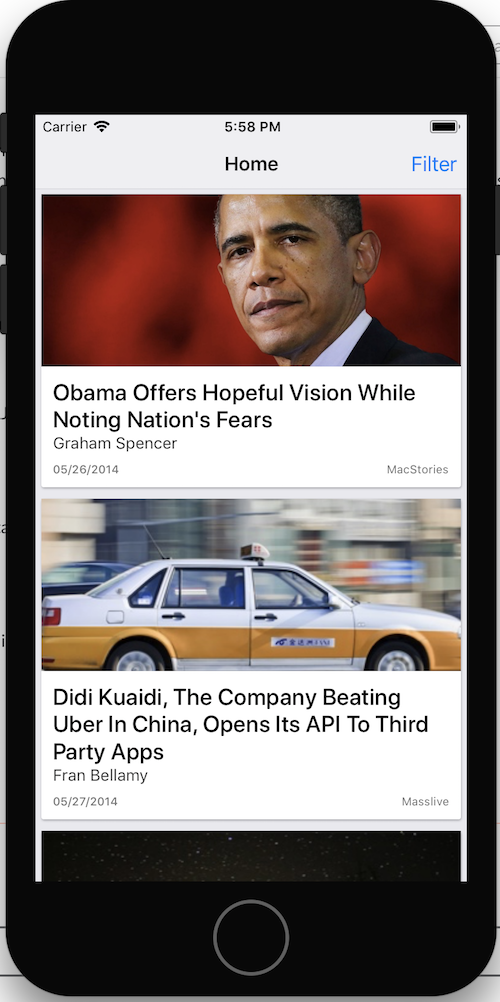 Carrier 5:58 PM
Home Filter
Obama Offers Hopeful Vision While
Noting Nation's Fears
Graham Spencer
05/26/2014 MacStories
Didi Kuaidi, The Company Beating
Uber In China, Opens Its API To Third
Party Apps
Fran Bellamy
05/27/2014 Masslive